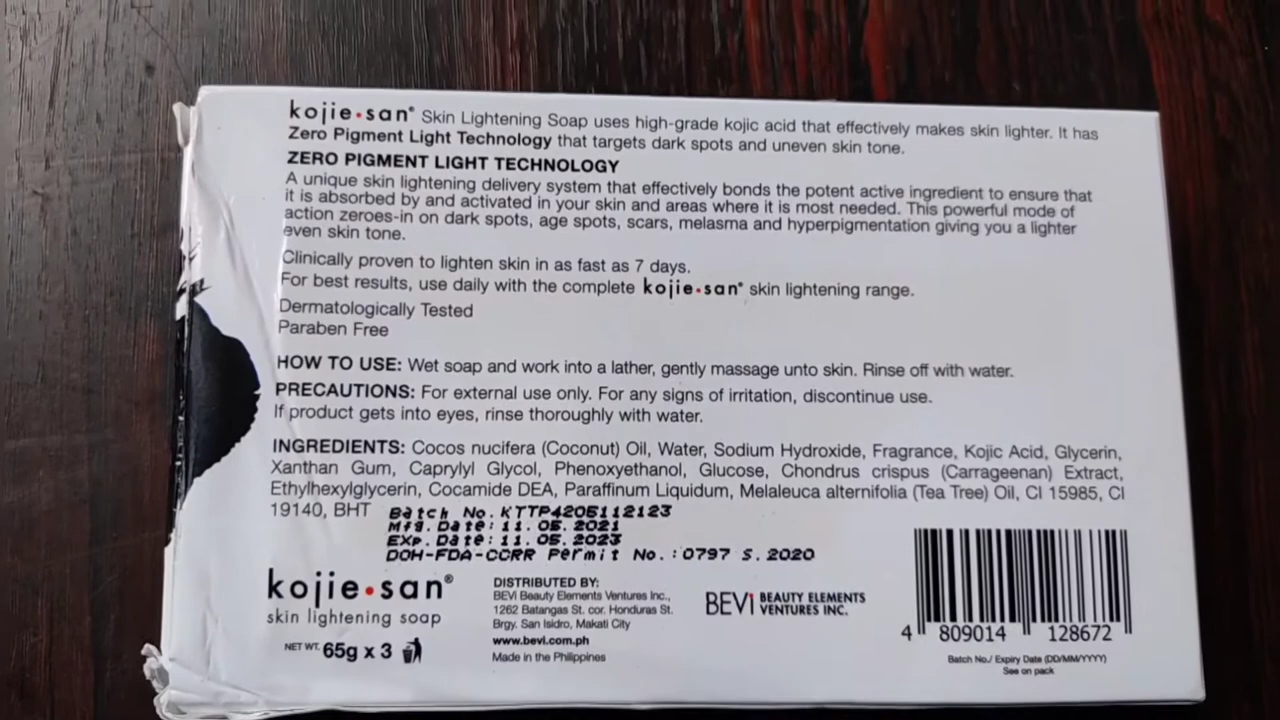 kojie•san® Skin Lightening Soap uses high-grade kojic acid that effectively makes skin lighter. It has
Zero Pigment Light Technology that targets dark spots and uneven skin tone.
ZERO PIGMENT LIGHT TECHNOLOGY
A unique skin lightening delivery system that effectively bonds the potent active ingredient to ensure that
it is absorbed by and activated in your skin and areas where it is most needed. This powerful mode of
action zeroes-in on dark spots, age spots, scars, melasma and hyperpigmentation giving you a lighter
even skin tone.
Clinically proven to lighten skin in as fast as 7 days.
For best results, use daily with the complete kojie•san® skin lightening range.
Dermatologically Tested
Paraben Free
HOW TO USE: Wet soap and work into a lather, gently massage unto skin. Rinse off with water.
PRECAUTIONS: For external use only. For any signs of irritation, discontinue use.
If product gets into eyes, rinse thoroughly with water.
INGREDIENTS: Cocos nucifera (Coconut) Oil, Water, Sodium Hydroxide, Fragrance, Kojic Acid, Glycerin,
Xanthan Gum, Caprylyl Glycol, Phenoxyethanol, Glucose, Chondrus crispus (Carrageenan) Extract,
Ethylhexylglycerin, Cocamide DEA, Paraffinum Liquidum, Melaleuca alternifolia (Tea Tree) Oil, CI 15985, CI
19140, BHT
Batch No. KTTP4205112123
Mfg. Date: 11. 05. 2021
EXP. Date: 11. 05. 2023
DOH-FDA-CCRR Permit No. : 0797 S. 2020
kojie•san®
skin lightening soap
NET WT. 65g x 3
DISTRIBUTED BY:
BEVI Beauty Elements Ventures Inc.,
1262 Batangas St. cor. Honduras St.
Brgy. San Isidro, Makati City
www.bevi.com.ph
Made in the Philippines
BEVi BEAUTY ELEMENTS
VENTURES INC.
4 809014 128672
Batch No./ Expiry Date (DD/MM/YYYY)
See on pack